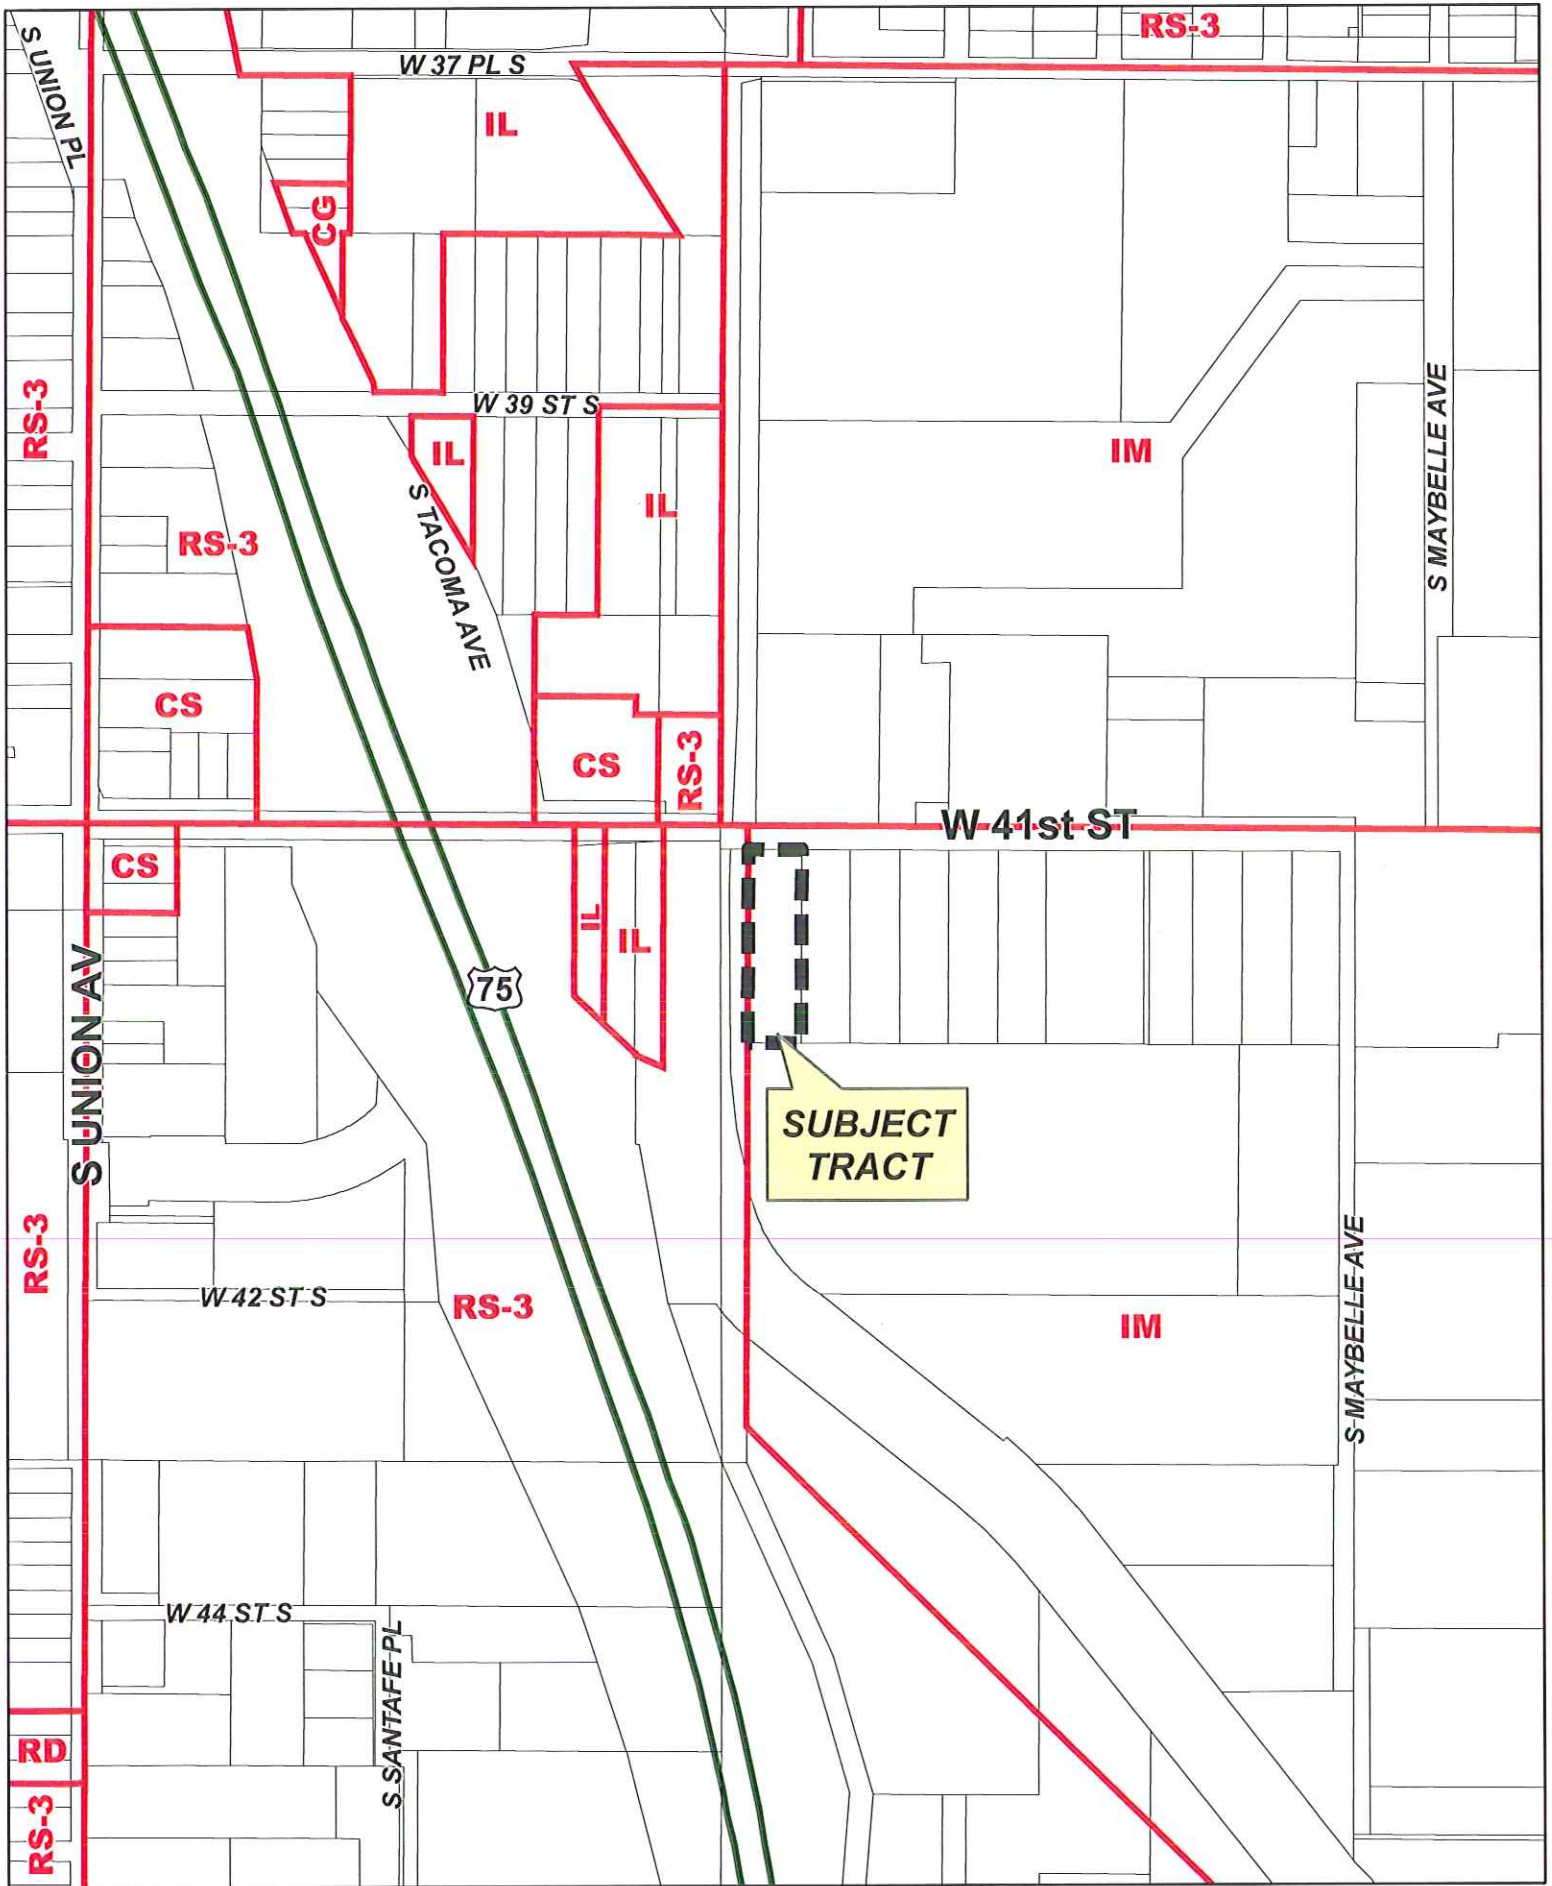 RS-3
S UNION PL
W 37 PL S
IL
CG
RS-3
W 39 ST S
IL
IL
IM
S MAYBELLE AVE
S TACOMA AVE
RS-3
CS
CS
RS-3
W 41st ST
CS
IL
IL
S UNION AV
75
SUBJECT
TRACT
RS-3
W 42 ST S
RS-3
IM
S MAYBELLE AVE
W 44 ST S
S SANTAFE PL
RD
RS-3